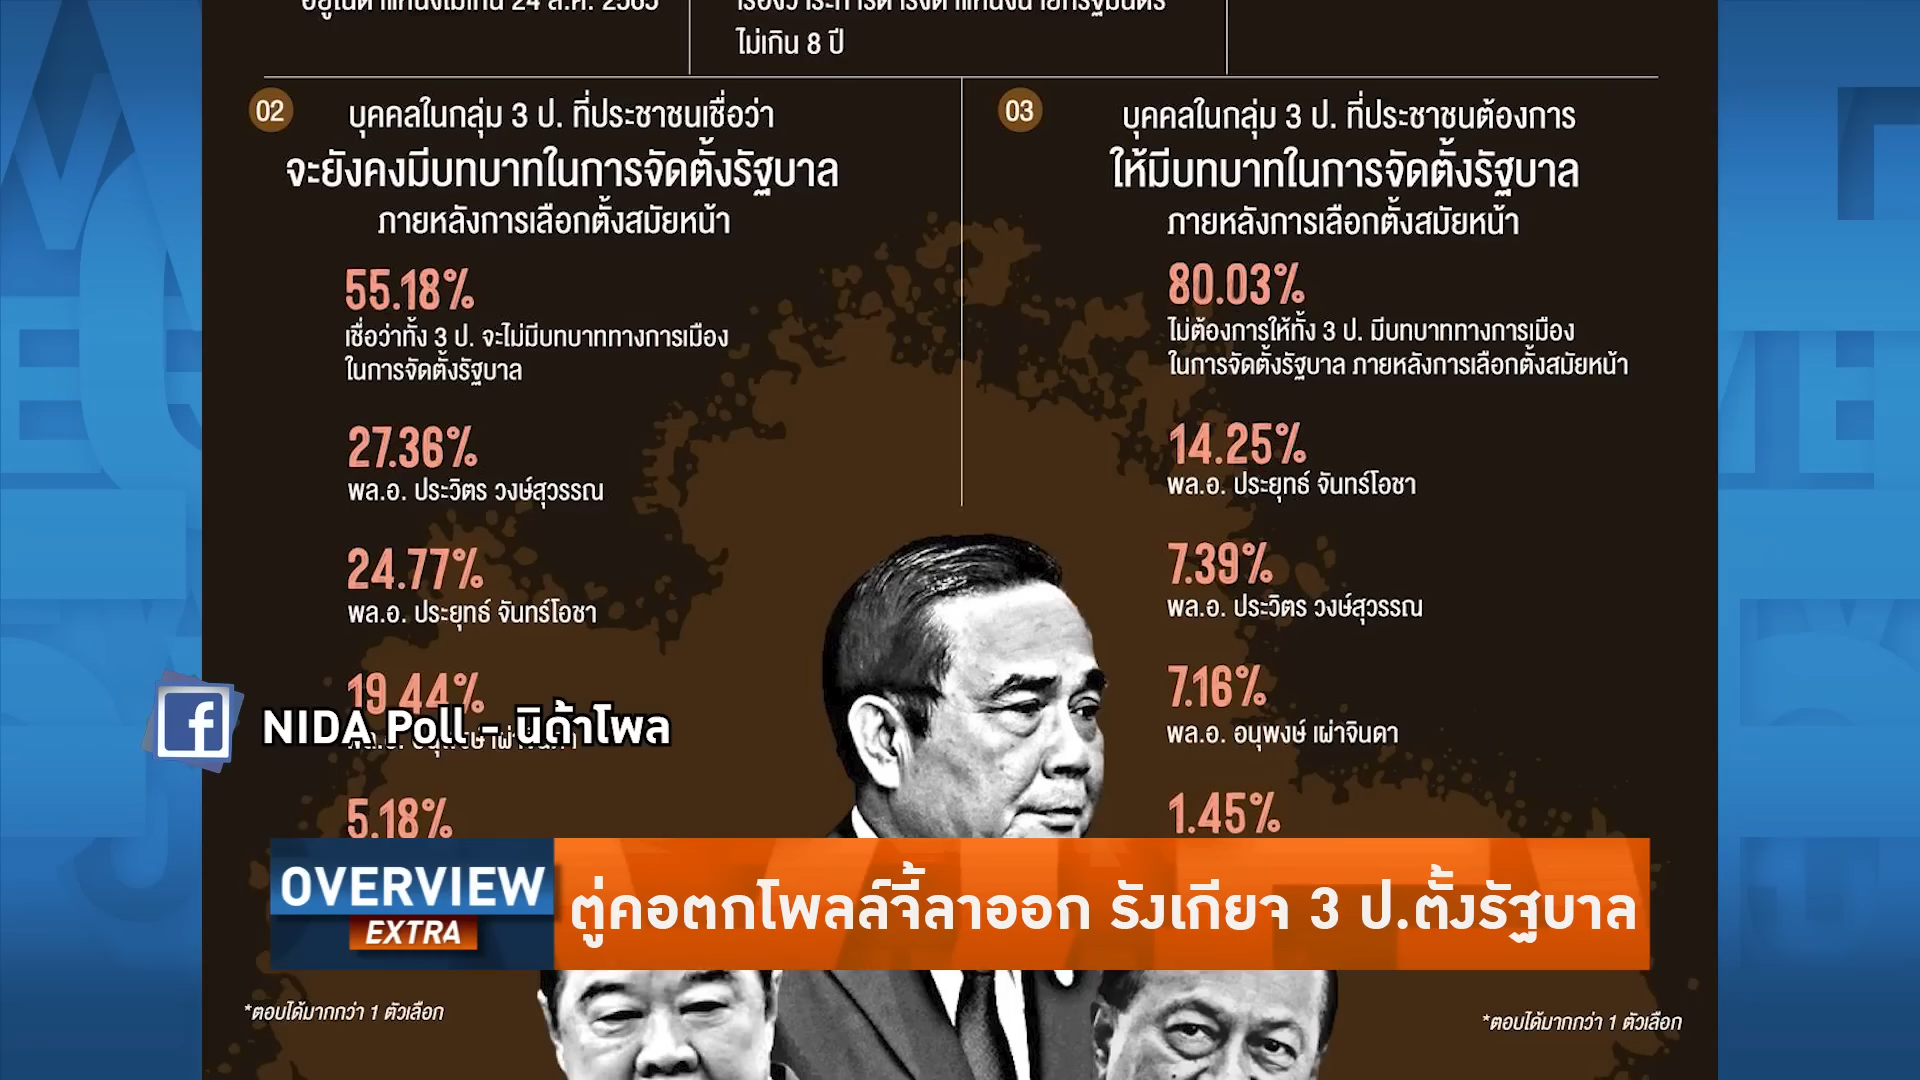 ไม่เกิน 8 ปี
02
บุคคลในกลุ่ม 3 ป. ที่ประชาชนเชื่อว่า
จะยังคงมีบทบาทในการจัดตั้งรัฐบาล
ภายหลังการเลือกตั้งสมัยหน้า
55.18%
เชื่อว่าทั้ง 3 ป. จะไม่มีบทบาททางการเมือง
ในการจัดตั้งรัฐบาล
27.36%
พล.อ. ประวิตร วงษ์สุวรรณ
24.77%
พล.อ. ประยุทธ์ จันทร์โอชา
19.44%
5.18%
*ตอบได้มากกว่า 1 ตัวเลือก
03
บุคคลในกลุ่ม 3 ป. ที่ประชาชนต้องการ
ให้มีบทบาทในการจัดตั้งรัฐบาล
ภายหลังการเลือกตั้งสมัยหน้า
80.03%
ไม่ต้องการให้ทั้ง 3 ป. มีบทบาททางการเมือง
ในการจัดตั้งรัฐบาล ภายหลังการเลือกตั้งสมัยหน้า
14.25%
พล.อ. ประยุทธ์ จันทร์โอชา
7.39%
พล.อ. ประวิตร วงษ์สุวรรณ
7.16%
พล.อ. อนุพงษ์ เผ่าจินดา
1.45%
*ตอบได้มากกว่า 1 ตัวเลือก
f NIDA Poll - นิด้าโพล
OVERVIEW
EXTRA
ตู่คอตกโพลล์จี้ลาออก รังเกียจ 3 ป.ตั้งรัฐบาล